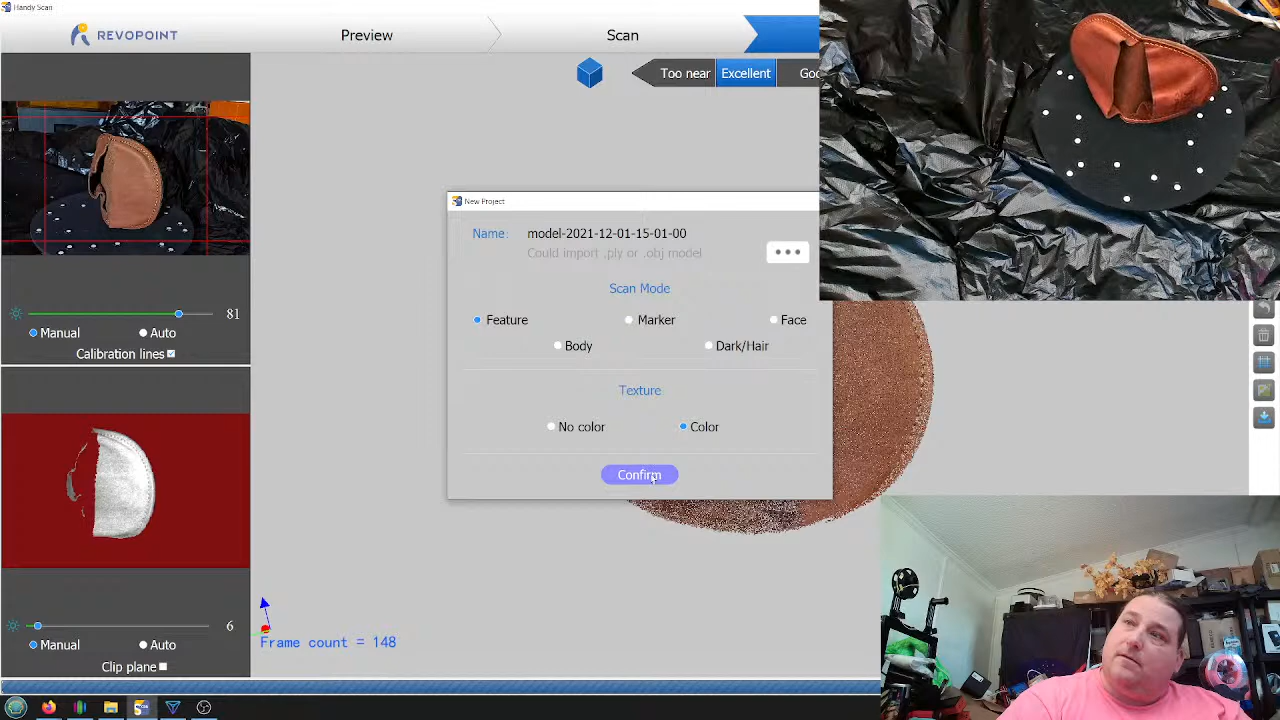 Handy Scan
REVOPOINT
Preview
Scan
Too near
Excellent
New Project
Name:
model-2021-12-01-15-01-00
Could import .ply or .obj model
Scan Mode
Feature
Marker
Face
Body
Dark/Hair
Texture
No color
Color
Confirm
81
Manual
Auto
Calibration lines
6
Manual
Auto
Clip plane
Frame count = 148